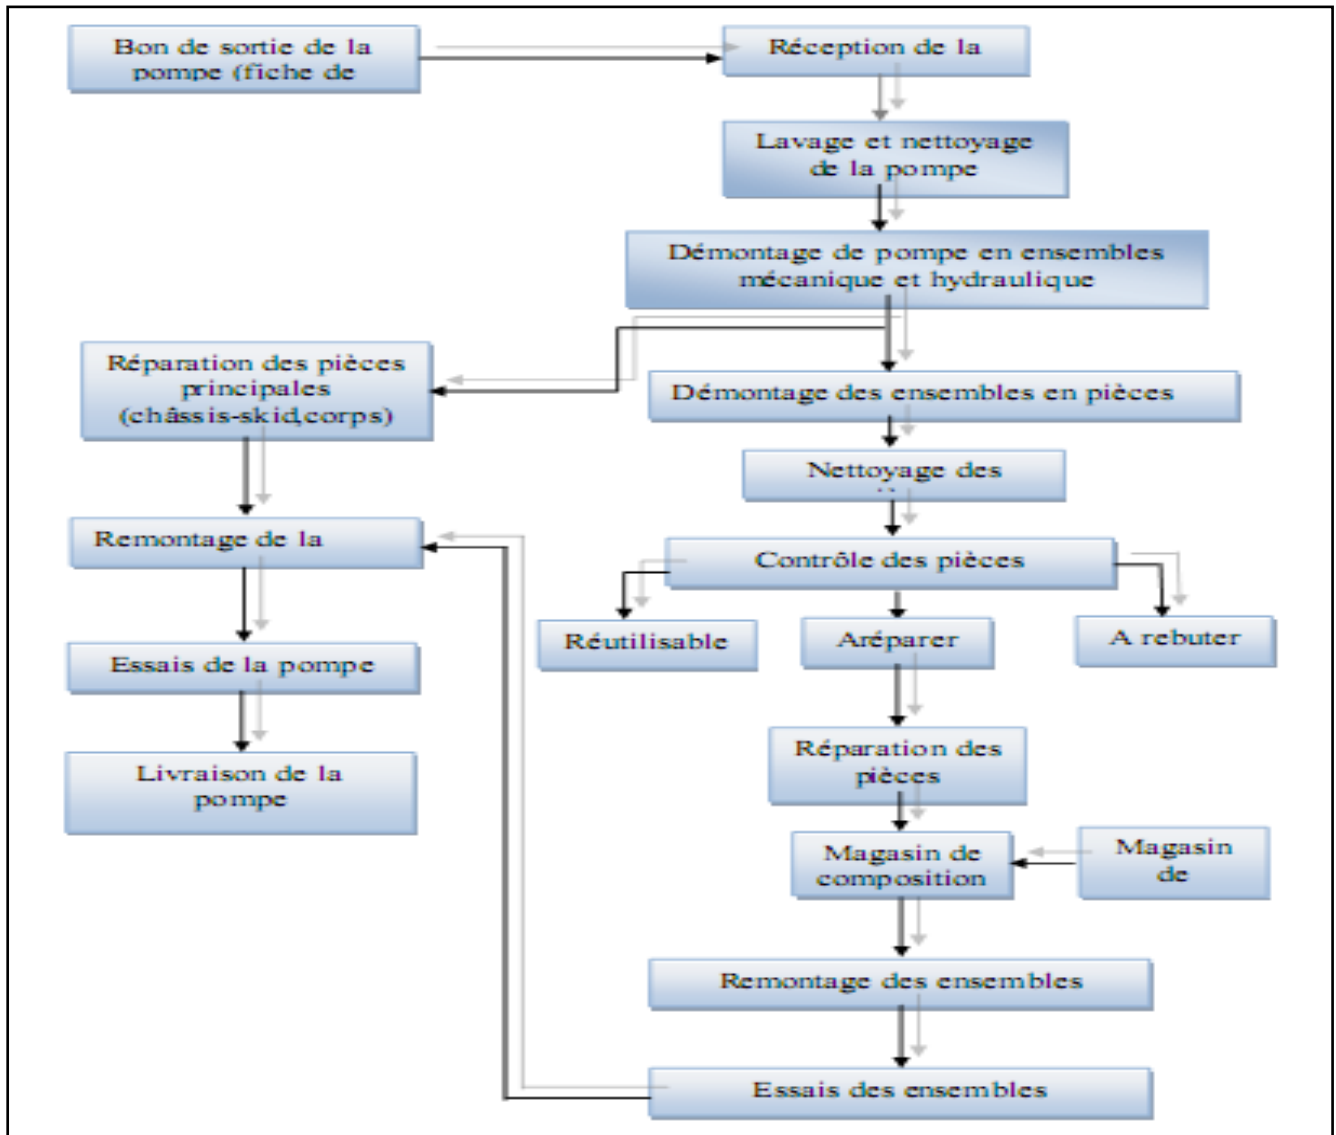 Bon de sortie de la
pompe (fiche de
Réception de la
Lavage et nettoyage
de la pompe
Démontage de pompe en ensembles
mécanique et hydraulique
Réparation des pièces
principales
(châssis-skid,corps)
Démontage des ensembles en pièces
Nettoyage des
Remontage de la
Contrôle des pièces
Réutilisable
Aréparer
A rebuter
Essais de la pompe
Réparation des
pièces
Livraison de la
pompe
Magasin de
composition
Magasin
de
Remontage des ensembles
Essais des ensembles